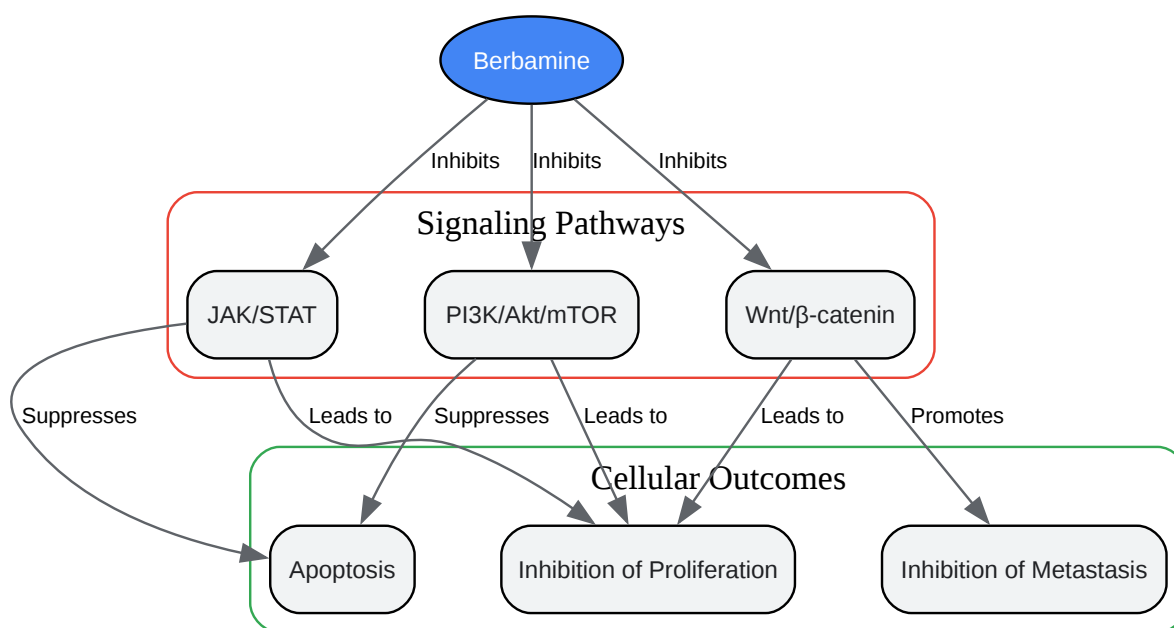 Berbamine
Inhibits
Inhibits
Inhibits
Signaling Pathways
JAK/STAT
PI3K/Akt/mTOR
Wnt/β-catenin
Suppresses
Leads to
Suppresses
Leads to
Leads to
Promotes
Cellular Outcomes
Apoptosis
Inhibition of Proliferation
Inhibition of Metastasis